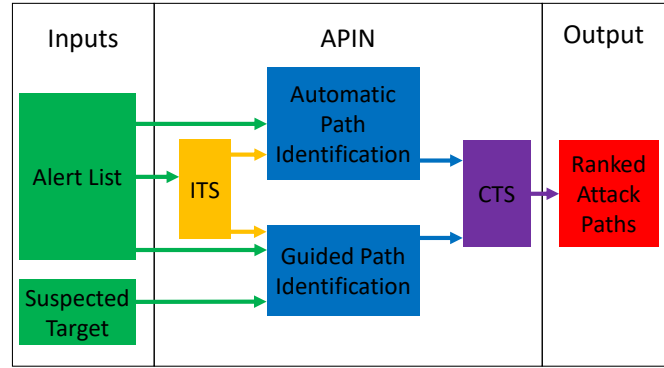 Inputs
APIN
Output
Alert List
Suspected
Target
ITS
Automatic
Path
Identification
Guided Path
Identification
CTS
Ranked
Attack
Paths